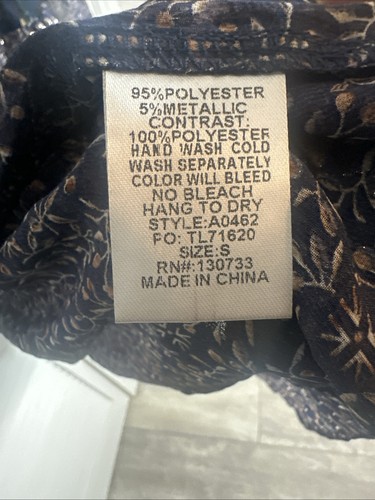 95%POLYESTER
5%METALLIC
CONTRAST:
100%POLYESTER
HAND WASH COLD
WASH SEPARATELY
COLOR WILL BLEED
NO BLEACH
HANG TO DRY
STYLE:A0462
PO: TL71620
SIZE:S
RN#:130733
MADE IN CHINA